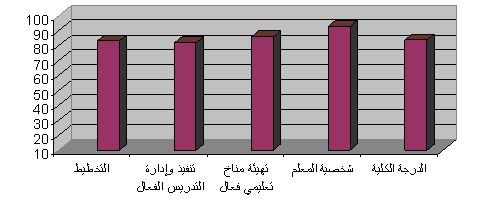 100
90
80
70
60
50
40
30
20
10
التخطيط
تنفيذ وإدارة
التدريس الفعال
تهيئة مناخ
تعليمي فعال
شخصية المعلم
الدرجة الكلية